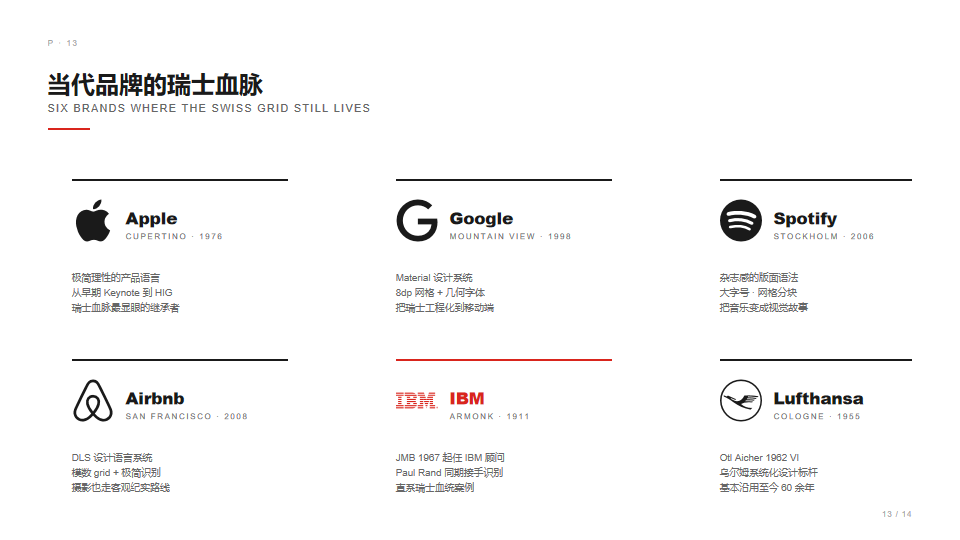 P · 13
当代品牌的瑞士血脉
SIX BRANDS WHERE THE SWISS GRID STILL LIVES
Apple
CUPERTINO · 1976
极简理性的产品语言
从早期 Keynote 到 HIG
瑞士血脉最显眼的继承者
Google
MOUNTAIN VIEW · 1998
Material 设计系统
8dp 网格 + 几何字体
把瑞士工程化到移动端
Spotify
STOCKHOLM · 2006
杂志感的版面语法
大字号 · 网格分块
把音乐变成视觉故事
Airbnb
SAN FRANCISCO · 2008
DLS 设计语言系统
模数 grid + 极简识别
摄影也走客观纪实路线
IBM
IBM
ARMONK · 1911
JMB 1967 起任 IBM 顾问
Paul Rand 同期接手识别
直系瑞士血统案例
Lufthansa
COLOGNE · 1955
Otl Aicher 1962 VI
乌尔姆系统化设计标杆
基本沿用至今 60 余年
13 / 14